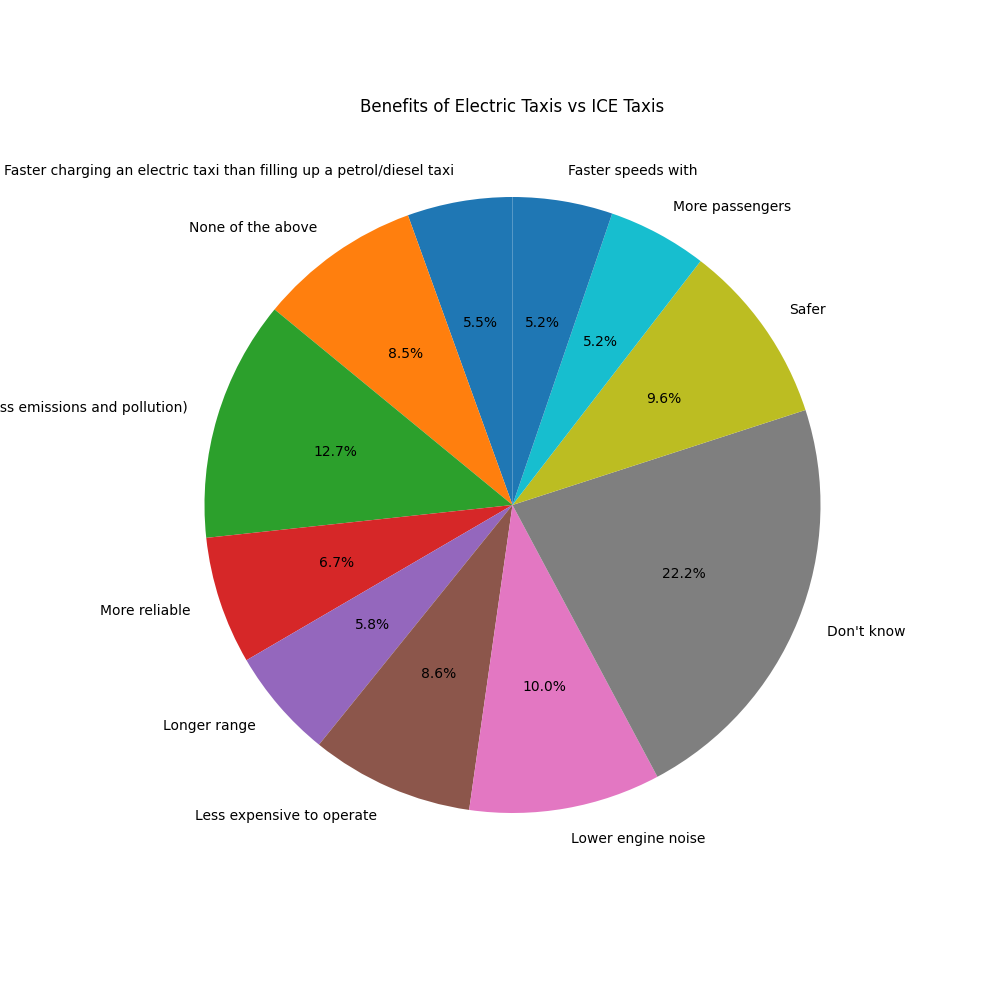 Benefits of Electric Taxis vs ICE Taxis
Faster charging an electric taxi than filling up a petrol/diesel taxi
Faster speeds with
More passengers
None of the above
Safer
5.5%
5.2%
5.2%
8.5%
9.6%
emissions and pollution)
12.7%
6.7%
22.2%
More reliable
5.8%
Don't know
8.6%
10.0%
Longer range
Less expensive to operate
Lower engine noise